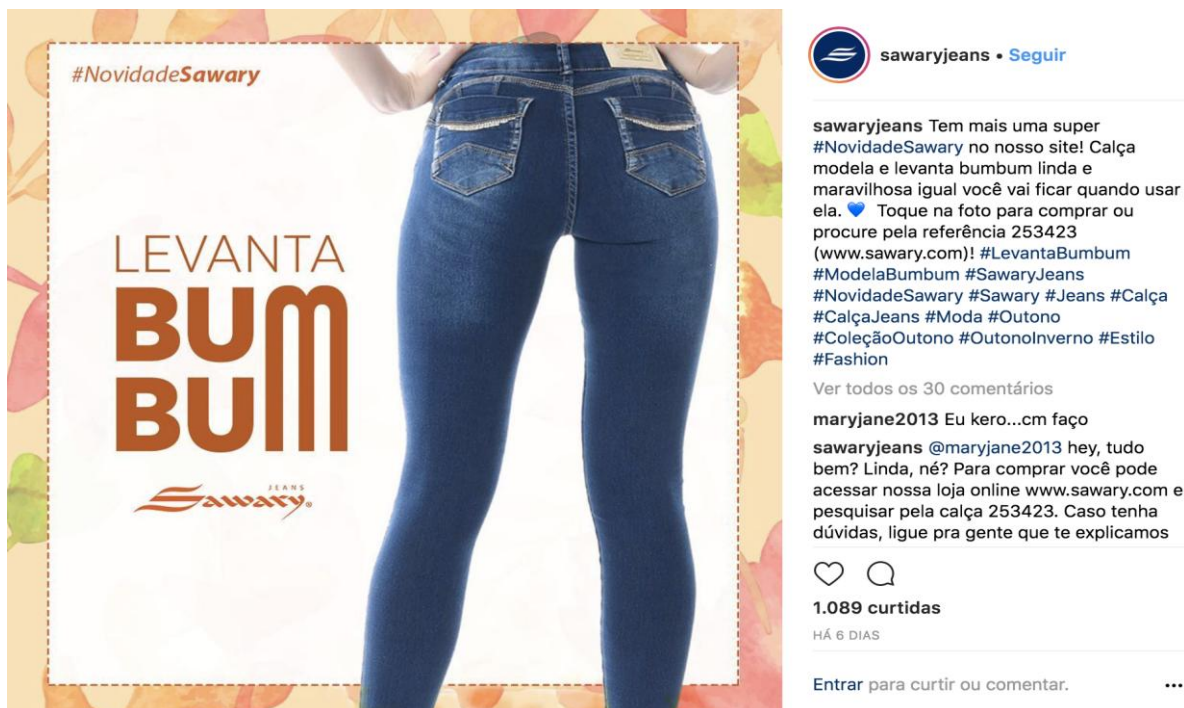 #NovidadeSawary
LEVANTA
BUM
BUM
JEANS
Sawary®
sawaryjeans • Seguir
sawaryjeans Tem mais uma super
#NovidadeSawary no nosso site! Calça
modela e levanta bumbum linda e
maravilhosa igual você vai ficar quando usar
ela. 💙 Toque na foto para comprar ou
procure pela referência 253423
(www.sawary.com)! #LevantaBumbum
#ModelaBumbum #SawaryJeans
#NovidadeSawary #Sawary #Jeans #Calça
#CalçaJeans #Moda #Outono
#ColeçãoOutono #OutonoInverno #Estilo
#Fashion
Ver todos os 30 comentários
maryjane2013 Eu kero...cm faço
sawaryjeans @maryjane2013 hey, tudo
bem? Linda, né? Para comprar você pode
acessar nossa loja online www.sawary.com e
pesquisar pela calça 253423. Caso tenha
dúvidas, ligue pra gente que te explicamos
1.089 curtidas
HÁ 6 DIAS
Entrar para curtir ou comentar.